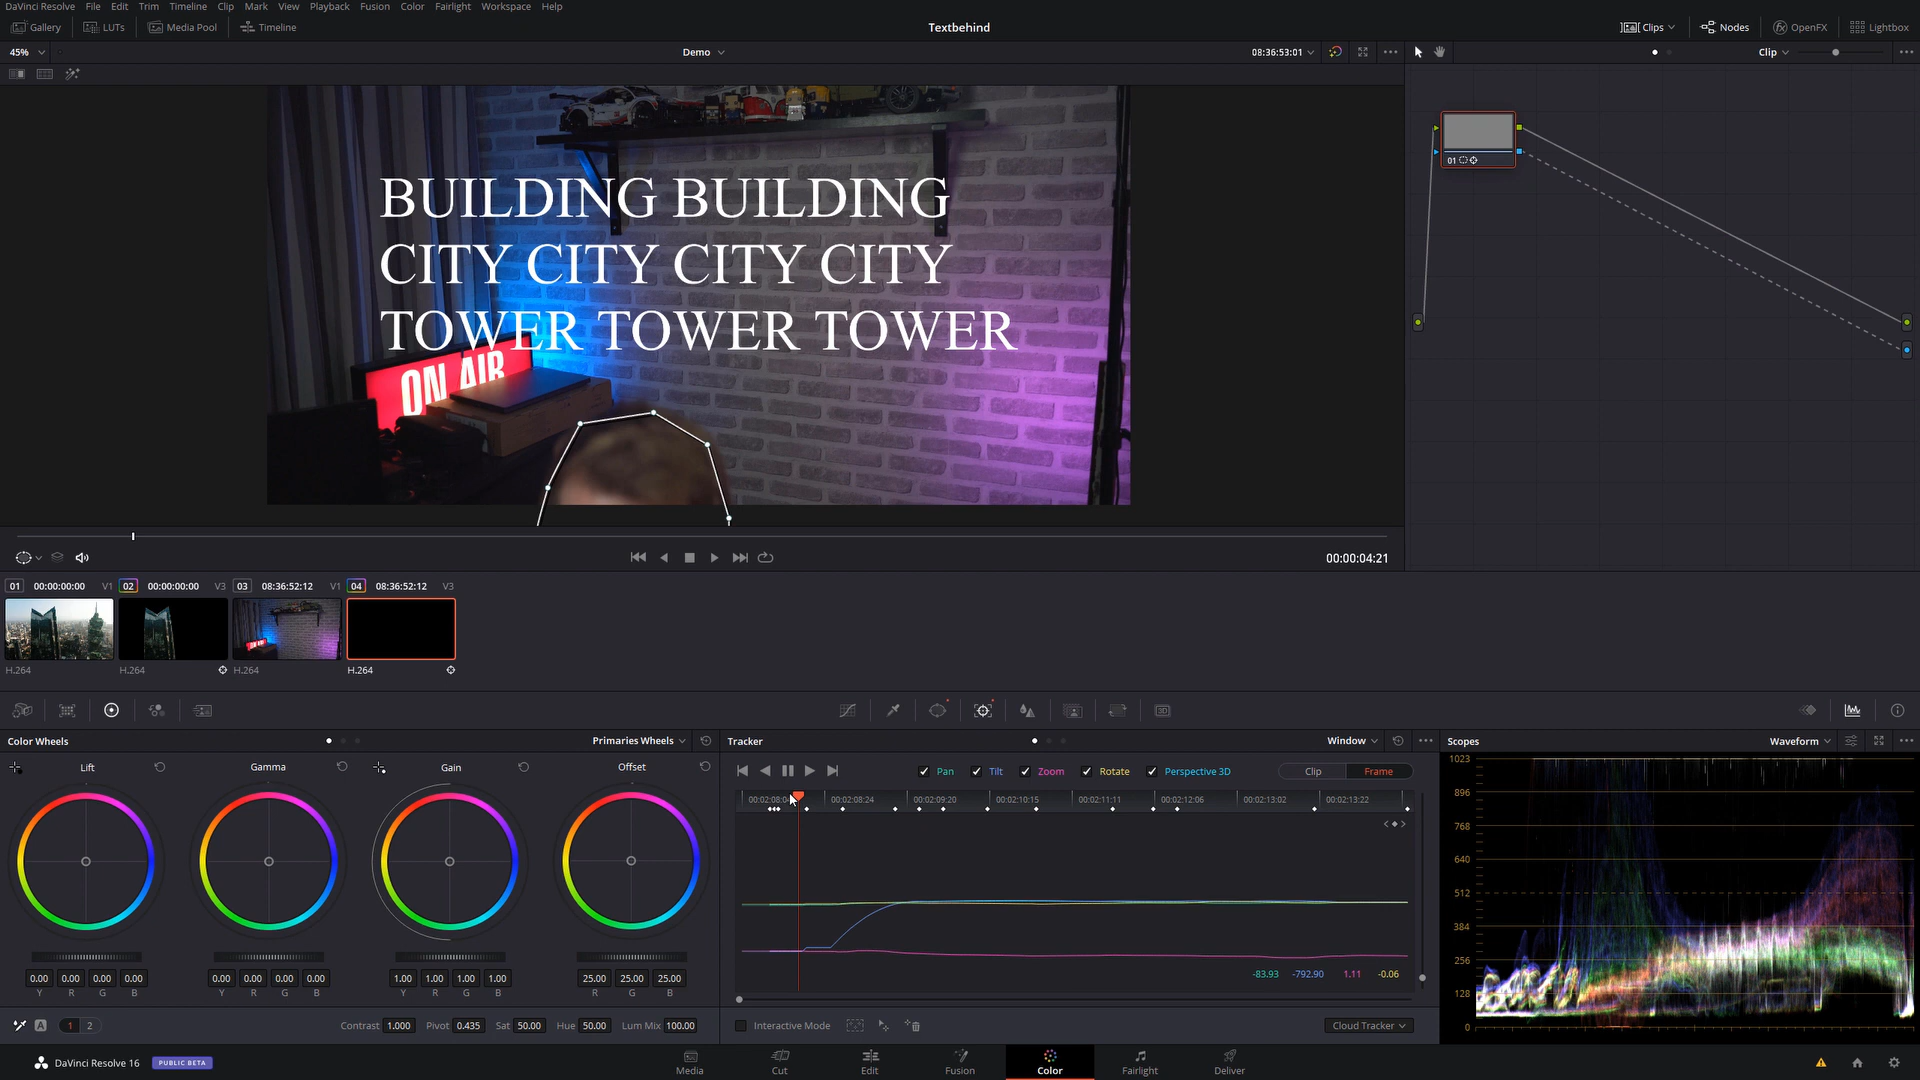 DaVinci Resolve File Edit Trim Timeline Clip Mark View Playback Fusion Color Fairlight Workspace Help
Gallery LUTs Media Pool Timeline Textbehind Clips Nodes OpenFX Lightbox
45% Demo 08:36:53:01 Clip
BUILDING BUILDING
CITY CITY CITY CITY
TOWER TOWER TOWER
ON AIR
01
00:00:04:21
01 00:00:00:00 V1 02 00:00:00:00 V3 03 08:36:52:12 V1 04 08:36:52:12 V3
H.264 H.264 H.264 H.264
3D
Color Wheels Primaries Wheels Tracker Window Scopes Waveform
Lift Gamma Gain Offset
Pan Tilt Zoom Rotate Perspective 3D Clip Frame
00:02:08:0 00:02:08:24 00:02:09:20 00:02:10:15 00:02:11:11 00:02:12:06 00:02:13:02 00:02:13:22
1023
896
768
640
512
384
256
128
0
-83.93 -792.90 1.11 -0.06
0.00 0.00 0.00 0.00 0.00 0.00 0.00 0.00 1.00 1.00 1.00 1.00 25.00 25.00 25.00
Y R G B Y R G B Y R G B R G B
A 1 2 Contrast 1.000 Pivot 0.435 Sat 50.00 Hue 50.00 Lum Mix 100.00 Interactive Mode Cloud Tracker
DaVinci Resolve 16 PUBLIC BETA
Media Cut Edit Fusion Color Fairlight Deliver